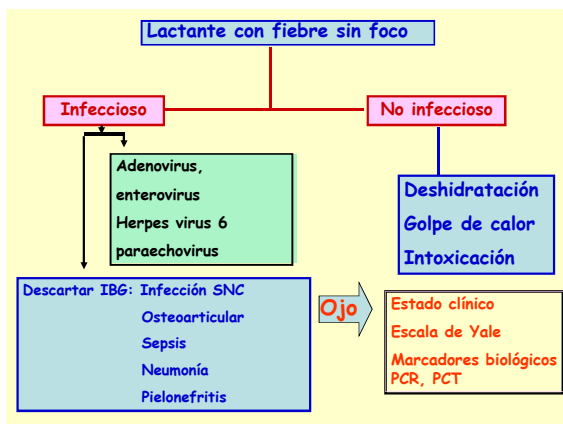 Lactante con fiebre sin foco
Infeccioso
No infeccioso
Adenovirus,
enterovirus
Herpes virus 6
paraechovirus
Deshidratación
Golpe de calor
Intoxicación
Descartar IBG: Infección SNC
Osteoarticular
Sepsis
Neumonía
Pielonefritis
Ojo
Estado clínico
Escala de Yale
Marcadores biológicos
PCR, PCT